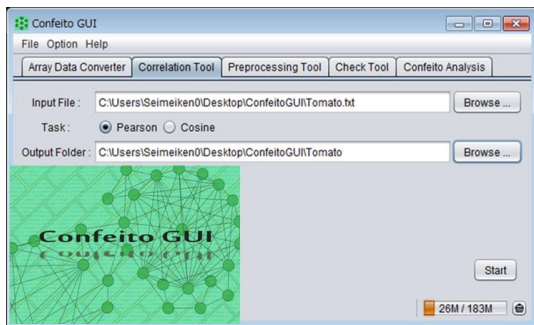 Confeito GUI
File Option Help
Array Data Converter Correlation Tool Preprocessing Tool Check Tool Confeito Analysis
Input File : C:\Users\Seimeiken0\Desktop\ConfeitoGUI\Tomato.txt Browse ...
Task : Pearson Cosine
Output Folder : C:\Users\Seimeiken0\Desktop\ConfeitoGUI\Tomato Browse ...
Confeito GUI
Start
26M / 183M